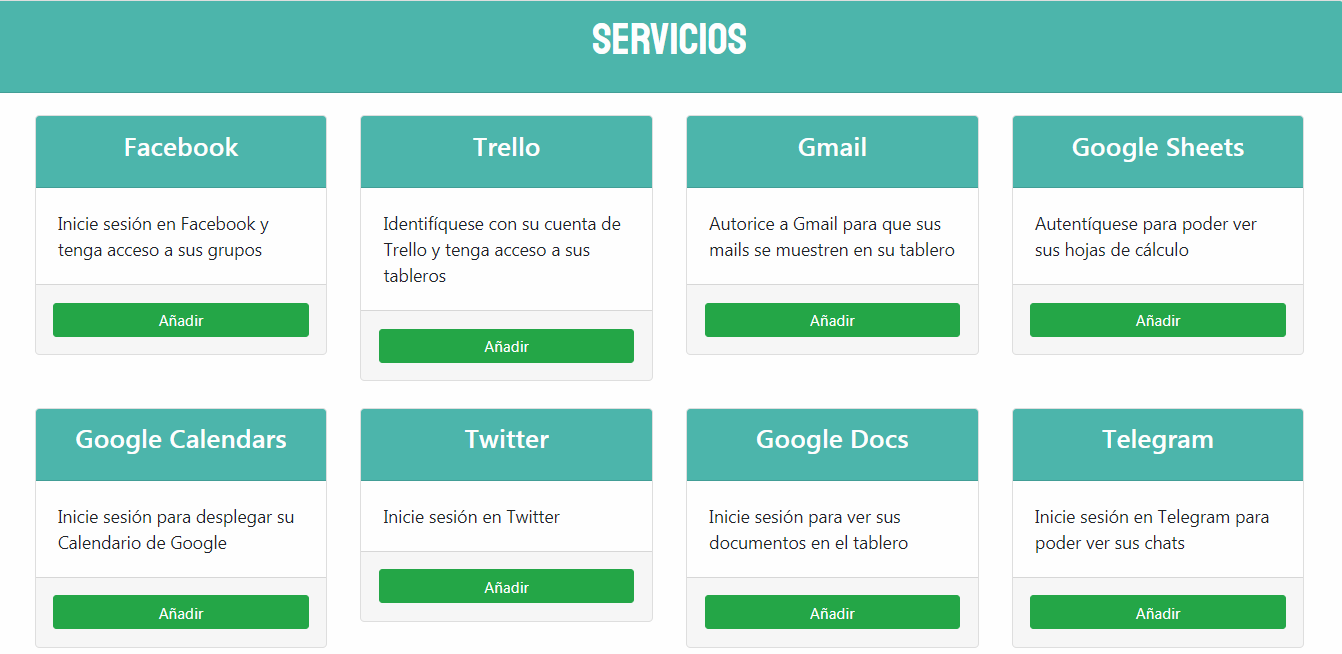 SERVICIOS
Facebook
Inicie sesión en Facebook y
tenga acceso a sus grupos
Añadir
Trello
Identifíquese con su cuenta de
Trello y tenga acceso a sus
tableros
Añadir
Gmail
Autorice a Gmail para que sus
mails se muestren en su tablero
Añadir
Google Sheets
Autentíquese para poder ver
sus hojas de cálculo
Añadir
Google Calendars
Inicie sesión para desplegar su
Calendario de Google
Añadir
Twitter
Inicie sesión en Twitter
Añadir
Google Docs
Inicie sesión para ver sus
documentos en el tablero
Añadir
Telegram
Inicie sesión en Telegram para
poder ver sus chats
Añadir